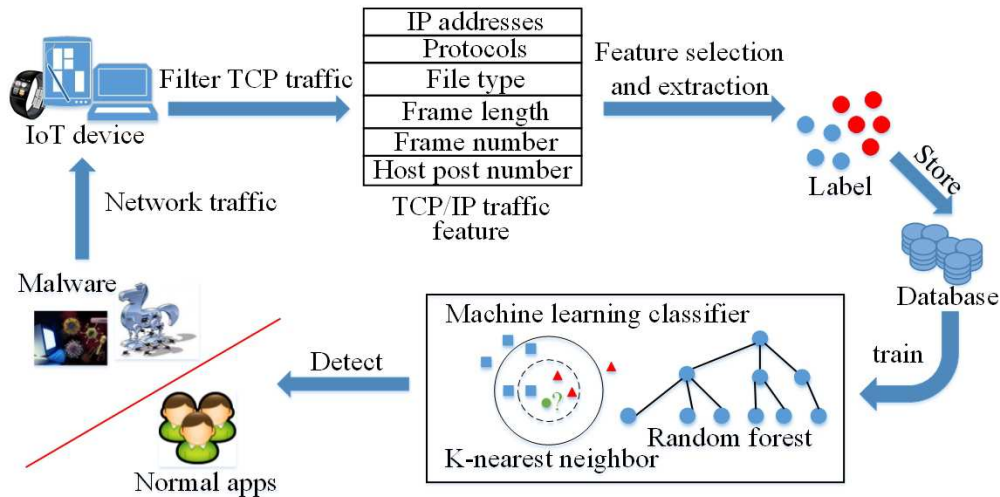 IP addresses
Protocols
File type
Frame length
Frame number
Host post number
TCP/IP traffic
feature
Filter TCP traffic
IoT device
Feature selection
and extraction
Label
Store
Database
train
Machine learning classifier
?
Random forest
K-nearest neighbor
Detect
Network traffic
Malware
Normal apps